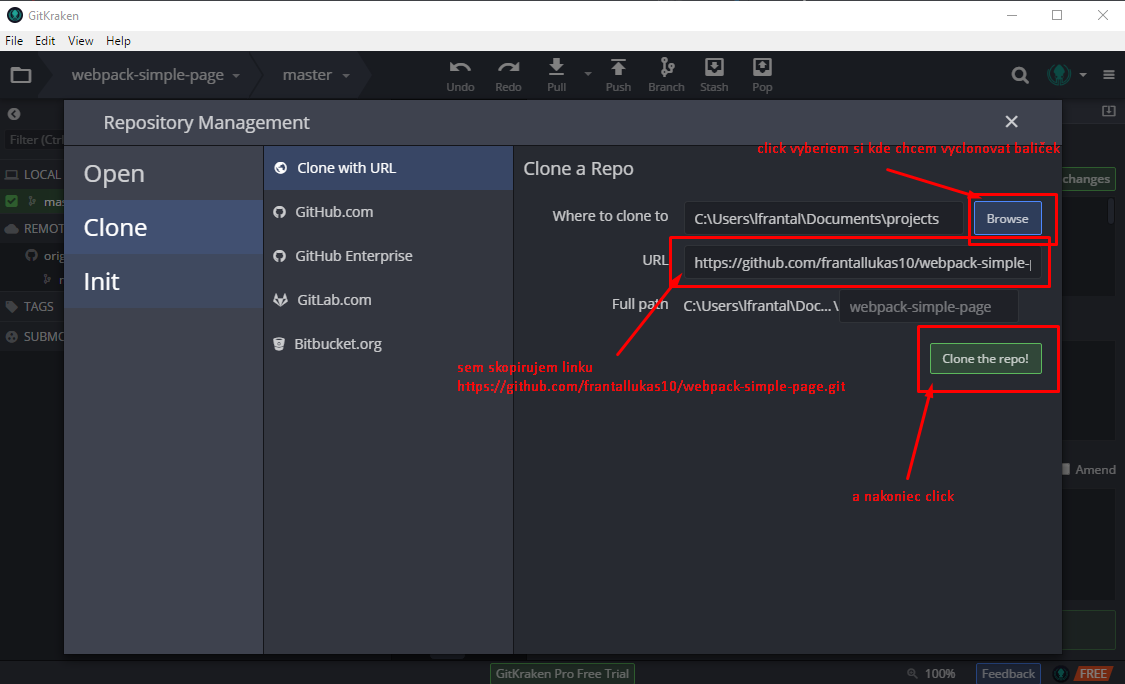 GitKraken
File Edit View Help
webpack-simple-page
master
Undo Redo Pull Push Branch Stash Pop
Repository Management
Filter (Ctrl
LOCAL
mas
REMOT
orig
TAGS
SUBMO
Open
Clone
Init
Clone with URL
GitHub.com
GitHub Enterprise
GitLab.com
Bitbucket.org
Clone a Repo
click vyberiem si kde chcem vyclonovat balíček
Where to clone to C:\Users\lfrantal\Documents\projects Browse
URL https://github.com/frantallukas10/webpack-simple-p
Full path C:\Users\lfrantal\Doc...\ webpack-simple-page
Clone the repo!
sem skopirujem linku
https://github.com/frantallukas10/webpack-simple-page.git
a nakoniec click
changes
Amend
GitKraken Pro Free Trial
100%
Feedback
FREE